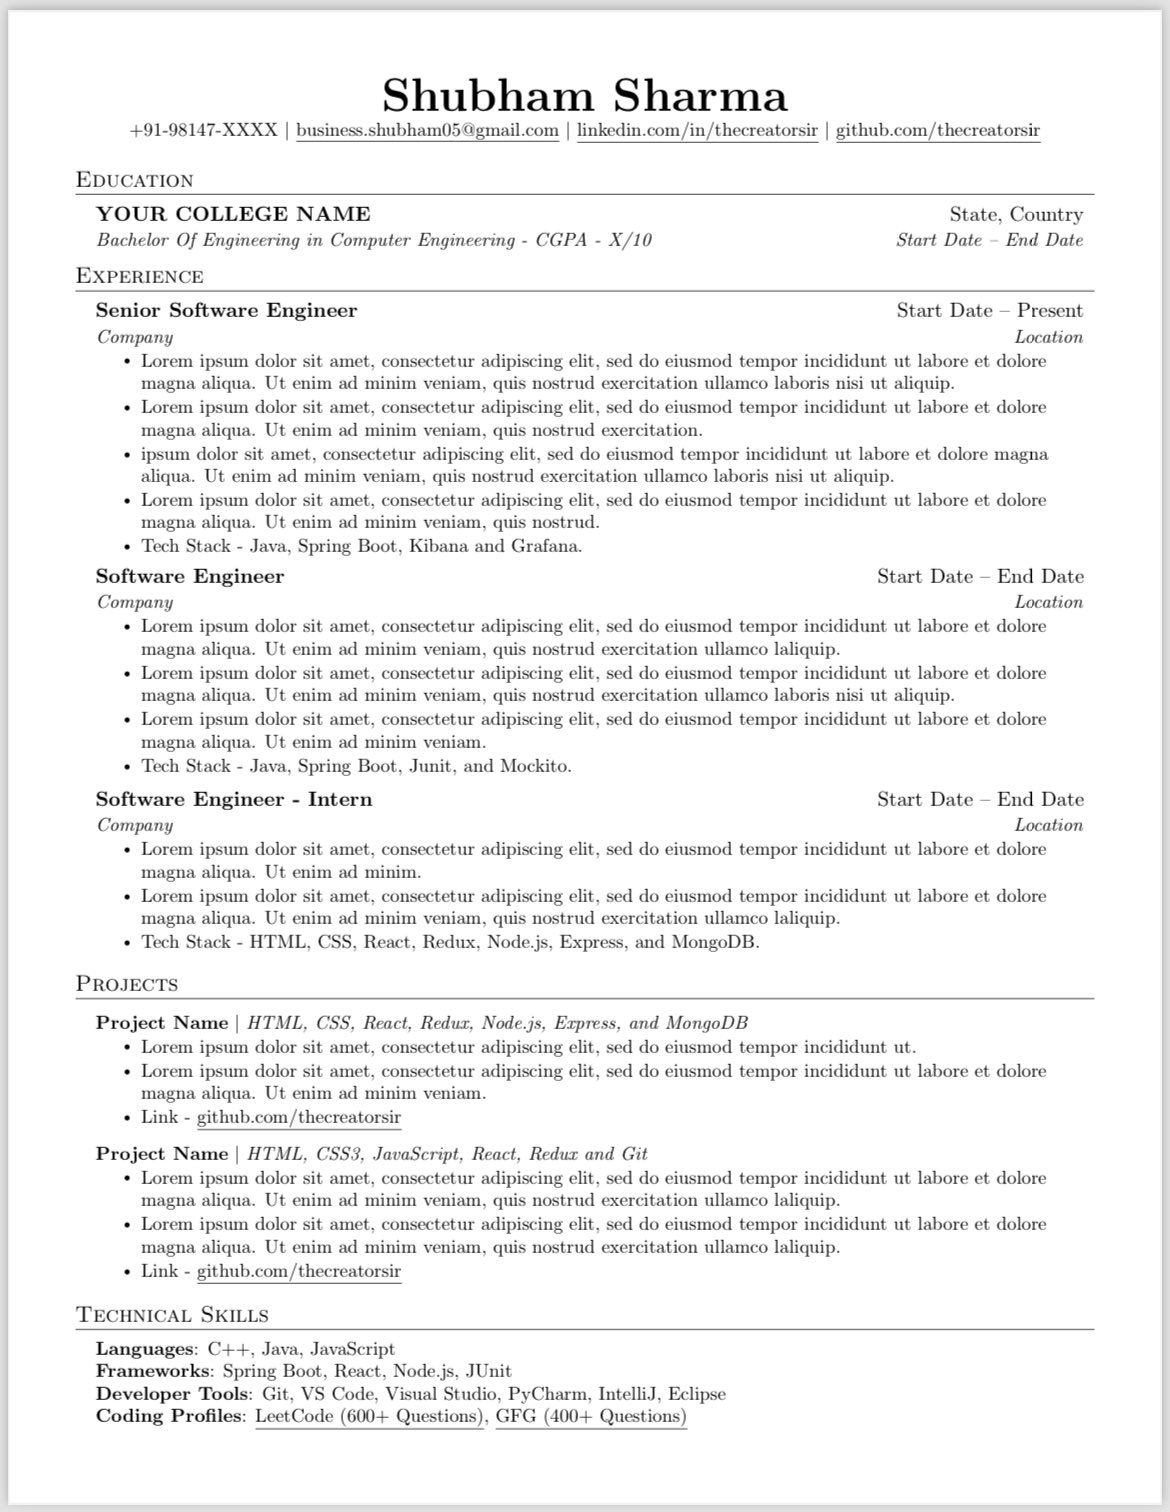 Shubham Sharma
+91-98147-XXXX | business.shubham05@gmail.com | linkedin.com/in/thecreatorsir | github.com/thecreatorsir
Education
YOUR COLLEGE NAME State, Country
Bachelor Of Engineering in Computer Engineering - CGPA - X/10 Start Date – End Date
Experience
Senior Software Engineer Start Date – Present
Company Location
• Lorem ipsum dolor sit amet, consectetur adipiscing elit, sed do eiusmod tempor incididunt ut labore et dolore
magna aliqua. Ut enim ad minim veniam, quis nostrud exercitation ullamco laboris nisi ut aliquip.
• Lorem ipsum dolor sit amet, consectetur adipiscing elit, sed do eiusmod tempor incididunt ut labore et dolore
magna aliqua. Ut enim ad minim veniam, quis nostrud exercitation.
• ipsum dolor sit amet, consectetur adipiscing elit, sed do eiusmod tempor incididunt ut labore et dolore magna
aliqua. Ut enim ad minim veniam, quis nostrud exercitation ullamco laboris nisi ut aliquip.
• Lorem ipsum dolor sit amet, consectetur adipiscing elit, sed do eiusmod tempor incididunt ut labore et dolore
magna aliqua. Ut enim ad minim veniam, quis nostrud.
• Tech Stack - Java, Spring Boot, Kibana and Grafana.
Software Engineer Start Date – End Date
Company Location
• Lorem ipsum dolor sit amet, consectetur adipiscing elit, sed do eiusmod tempor incididunt ut labore et dolore
magna aliqua. Ut enim ad minim veniam, quis nostrud exercitation ullamco laliquip.
• Lorem ipsum dolor sit amet, consectetur adipiscing elit, sed do eiusmod tempor incididunt ut labore et dolore
magna aliqua. Ut enim ad minim veniam, quis nostrud exercitation ullamco laboris nisi ut aliquip.
• Lorem ipsum dolor sit amet, consectetur adipiscing elit, sed do eiusmod tempor incididunt ut labore et dolore
magna aliqua. Ut enim ad minim veniam.
• Tech Stack - Java, Spring Boot, Junit, and Mockito.
Software Engineer - Intern Start Date – End Date
Company Location
• Lorem ipsum dolor sit amet, consectetur adipiscing elit, sed do eiusmod tempor incididunt ut labore et dolore
magna aliqua. Ut enim ad minim.
• Lorem ipsum dolor sit amet, consectetur adipiscing elit, sed do eiusmod tempor incididunt ut labore et dolore
magna aliqua. Ut enim ad minim veniam, quis nostrud exercitation ullamco laliquip.
• Tech Stack - HTML, CSS, React, Redux, Node.js, Express, and MongoDB.
Projects
Project Name | HTML, CSS, React, Redux, Node.js, Express, and MongoDB
• Lorem ipsum dolor sit amet, consectetur adipiscing elit, sed do eiusmod tempor incididunt ut.
• Lorem ipsum dolor sit amet, consectetur adipiscing elit, sed do eiusmod tempor incididunt ut labore et dolore
magna aliqua. Ut enim ad minim veniam.
• Link - github.com/thecreatorsir
Project Name | HTML, CSS3, JavaScript, React, Redux and Git
• Lorem ipsum dolor sit amet, consectetur adipiscing elit, sed do eiusmod tempor incididunt ut labore et dolore
magna aliqua. Ut enim ad minim veniam, quis nostrud exercitation ullamco laliquip.
• Lorem ipsum dolor sit amet, consectetur adipiscing elit, sed do eiusmod tempor incididunt ut labore et dolore
magna aliqua. Ut enim ad minim veniam, quis nostrud exercitation ullamco laliquip.
• Link - github.com/thecreatorsir
Technical Skills
Languages: C++, Java, JavaScript
Frameworks: Spring Boot, React, Node.js, JUnit
Developer Tools: Git, VS Code, Visual Studio, PyCharm, IntelliJ, Eclipse
Coding Profiles: LeetCode (600+ Questions), GFG (400+ Questions)